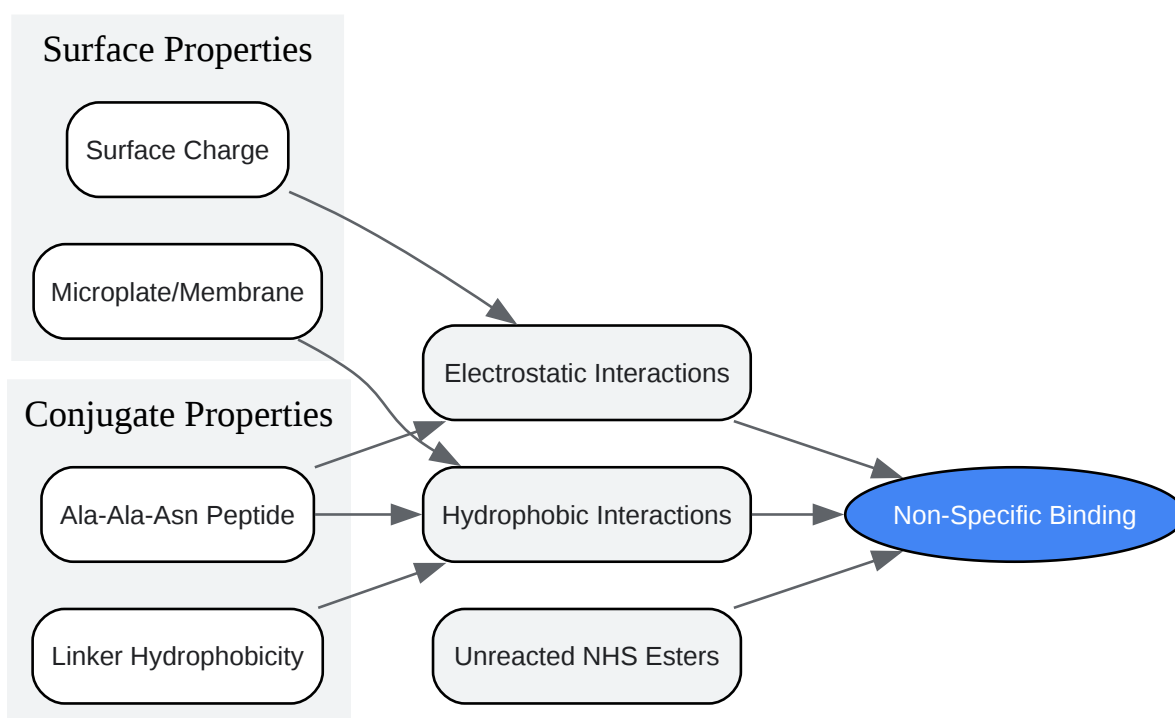 Surface Properties
Surface Charge
Microplate/Membrane
Electrostatic Interactions
Conjugate Properties
Ala-Ala-Asn Peptide
Hydrophobic Interactions
Non-Specific Binding
Linker Hydrophobicity
Unreacted NHS Esters